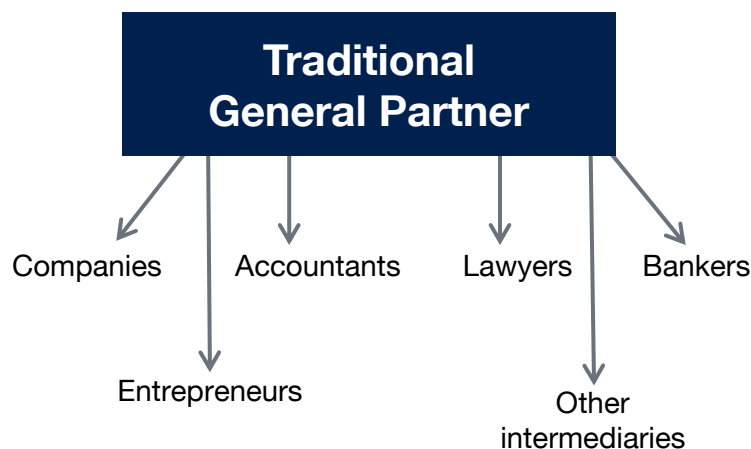 Traditional
General Partner
Companies
Accountants
Lawyers
Bankers
Entrepreneurs
Other
intermediaries